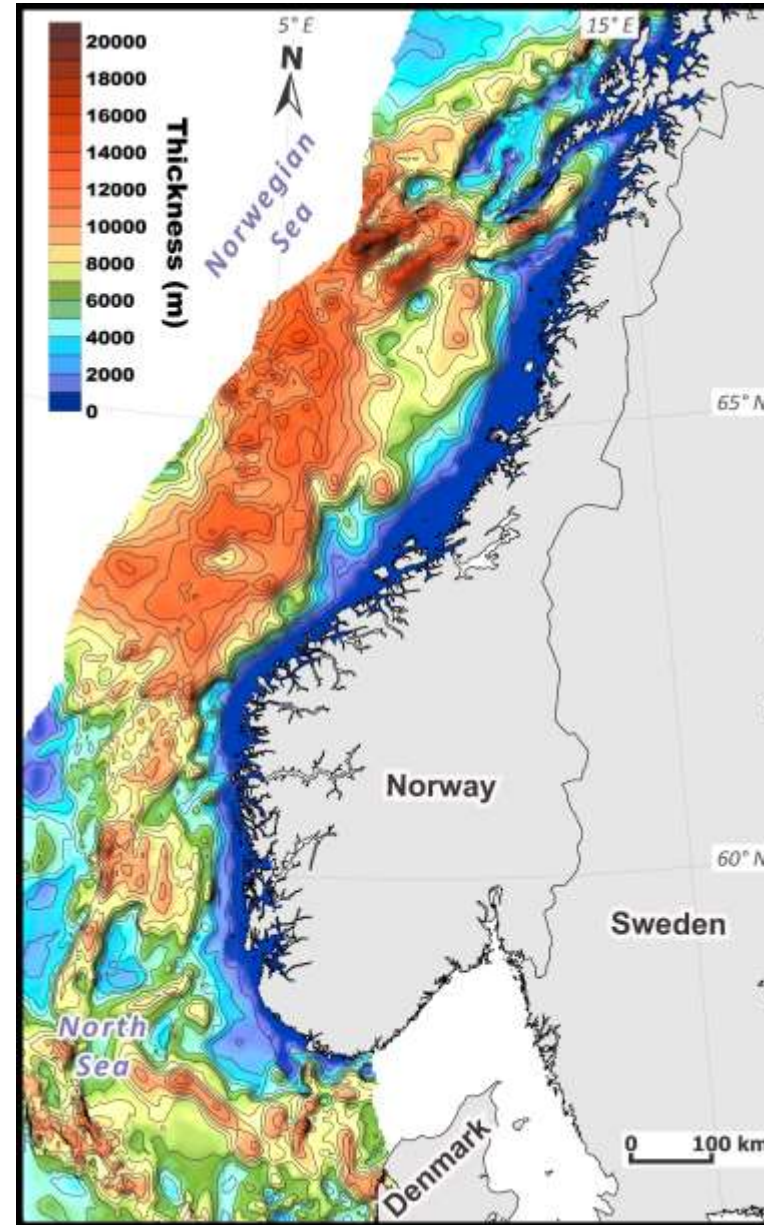 20000
18000
16000
14000
12000
10000
8000
6000
4000
2000
0
Thickness (m)
5° E
15° E
N
Norwegian
Sea
65° N
Norway
60° N
Sweden
North
Sea
Denmark
0 100 km